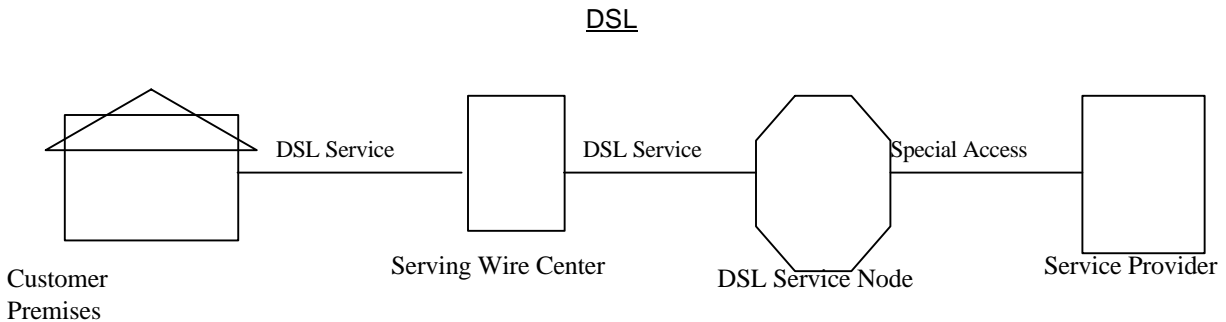 DSL
DSL Service
DSL Service
Special Access
Customer
Premises
Serving Wire Center
DSL Service Node
Service Provider